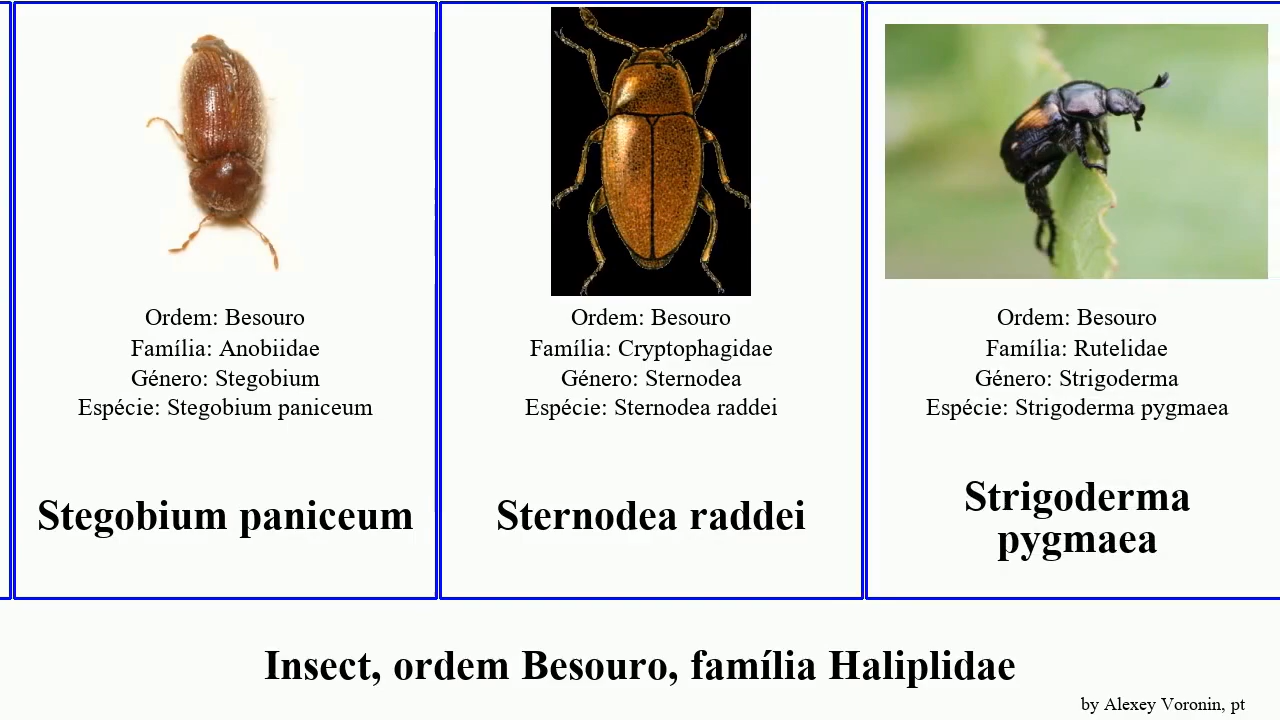 Ordem: Besouro
Família: Anobiidae
Género: Stegobium
Espécie: Stegobium paniceum
Stegobium paniceum
Ordem: Besouro
Família: Cryptophagidae
Género: Sternodea
Espécie: Sternodea raddei
Sternodea raddei
Ordem: Besouro
Família: Rutelidae
Género: Strigoderma
Espécie: Strigoderma pygmaea
Strigoderma
pygmaea
Insect, ordem Besouro, família Haliplidae
by Alexey Voronin, pt